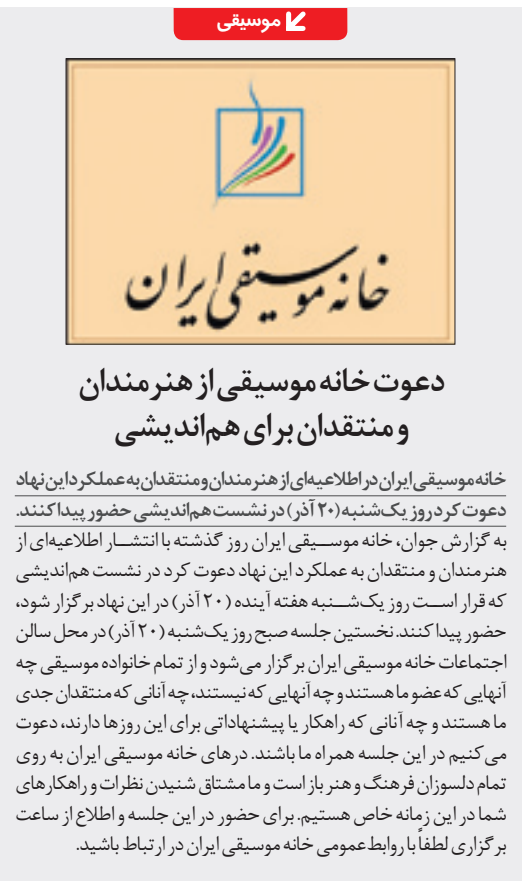 موسیقی
خانه موسیقی ایران
دعوت خانه موسیقی از هنرمندان
و منتقدان برای هم‌اندیشی
خانه موسیقی ایران در اطلاعیه‌ای از هنرمندان و منتقدان به عملکرد این نهاد
دعوت کرد روز یک‌شنبه (۲۰ آذر) در نشست هم‌اندیشی حضور پیدا کنند.
به گزارش جوان، خانه موسیقی ایران روز گذشته با انتشار اطلاعیه‌ای از
هنرمندان و منتقدان به عملکرد این نهاد دعوت کرد در نشست هم‌اندیشی
که قرار است روز یک‌شنبه هفته آینده (۲۰ آذر) در این نهاد برگزار شود،
حضور پیدا کنند. نخستین جلسه صبح روز یک‌شنبه (۲۰ آذر) در محل سالن
اجتماعات خانه موسیقی ایران برگزار می‌شود و از تمام خانواده موسیقی چه
آنهایی که عضو ما هستند و چه آنهایی که نیستند، چه آنانی که منتقدان جدی
ما هستند و چه آنانی که راهکار یا پیشنهاداتی برای این روزها دارند، دعوت
می‌کنیم در این جلسه همراه ما باشند. درهای خانه موسیقی ایران به روی
تمام دلسوزان فرهنگ و هنر باز است و ما مشتاق شنیدن نظرات و راهکارهای
شما در این زمانه خاص هستیم. برای حضور در این جلسه و اطلاع از ساعت
برگزاری لطفاً با روابط عمومی خانه موسیقی ایران در ارتباط باشید.